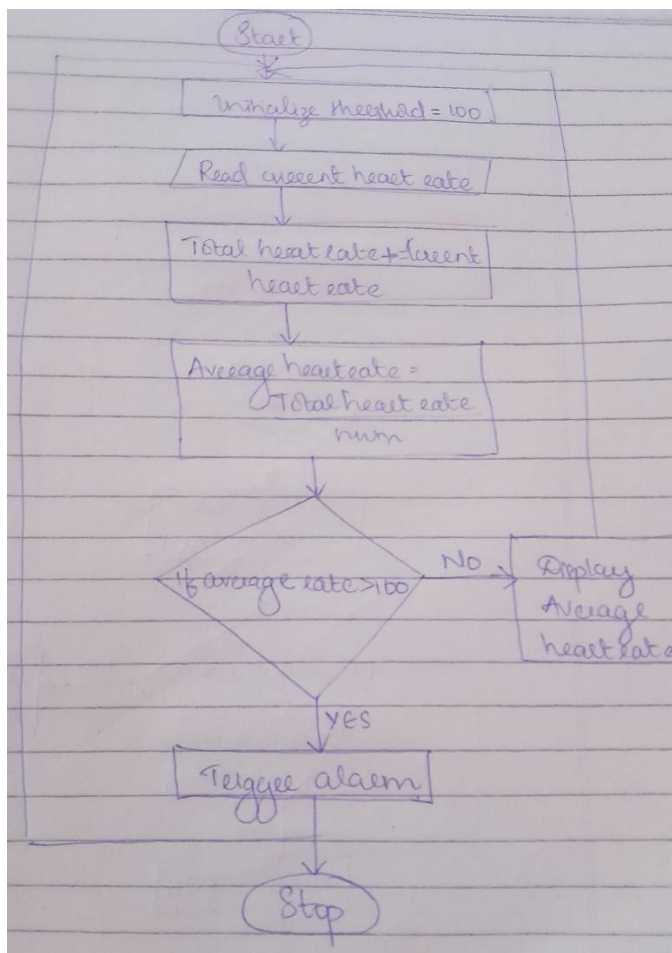 Start
Initialize threshold = 100
Read current heart rate
Total heart rate + = current
heart rate
Average heart rate =
Total heart rate
num
If average rate > 100
NO
Display
Average
heart rate
YES
Trigger alarm
Stop